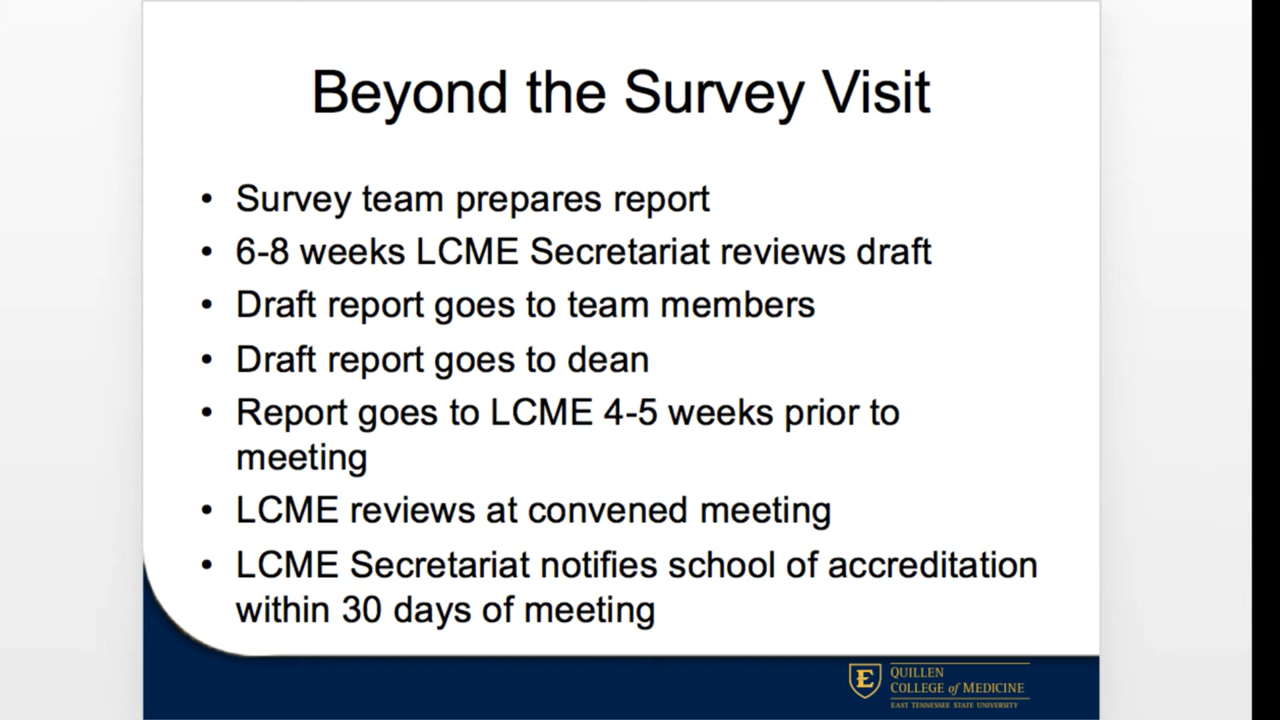 Beyond the Survey Visit
• Survey team prepares report
• 6-8 weeks LCME Secretariat reviews draft
• Draft report goes to team members
• Draft report goes to dean
• Report goes to LCME 4-5 weeks prior to
meeting
• LCME reviews at convened meeting
• LCME Secretariat notifies school of accreditation
within 30 days of meeting
E
QUILLEN
COLLEGE of MEDICINE
EAST TENNESSEE STATE UNIVERSITY